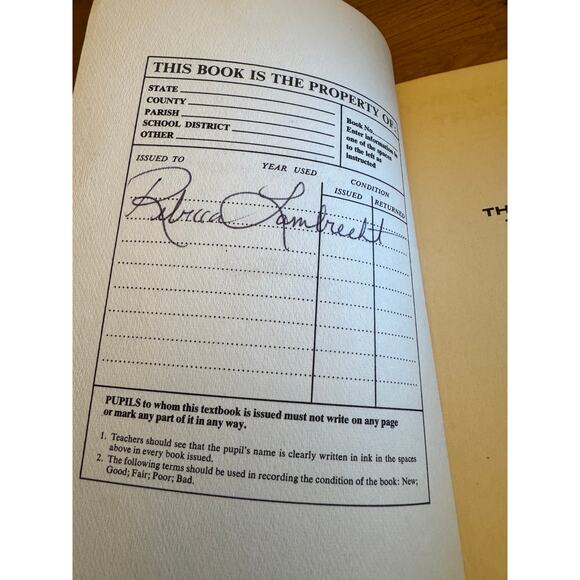 THIS BOOK IS THE PROPERTY OF:
STATE
COUNTY
PARISH
SCHOOL DISTRICT
OTHER
Book No.
Enter information in
one of the spaces
to the left as
instructed
ISSUED TO YEAR USED CONDITION
ISSUED RETURNED
Rebecca Lambrecht
PUPILS to whom this textbook is issued must not write on any page
or mark any part of it in any way.
1. Teachers should see that the pupil's name is clearly written in ink in the spaces
above in every book issued.
2. The following terms should be used in recording the condition of the book: New;
Good; Fair; Poor; Bad.
TH